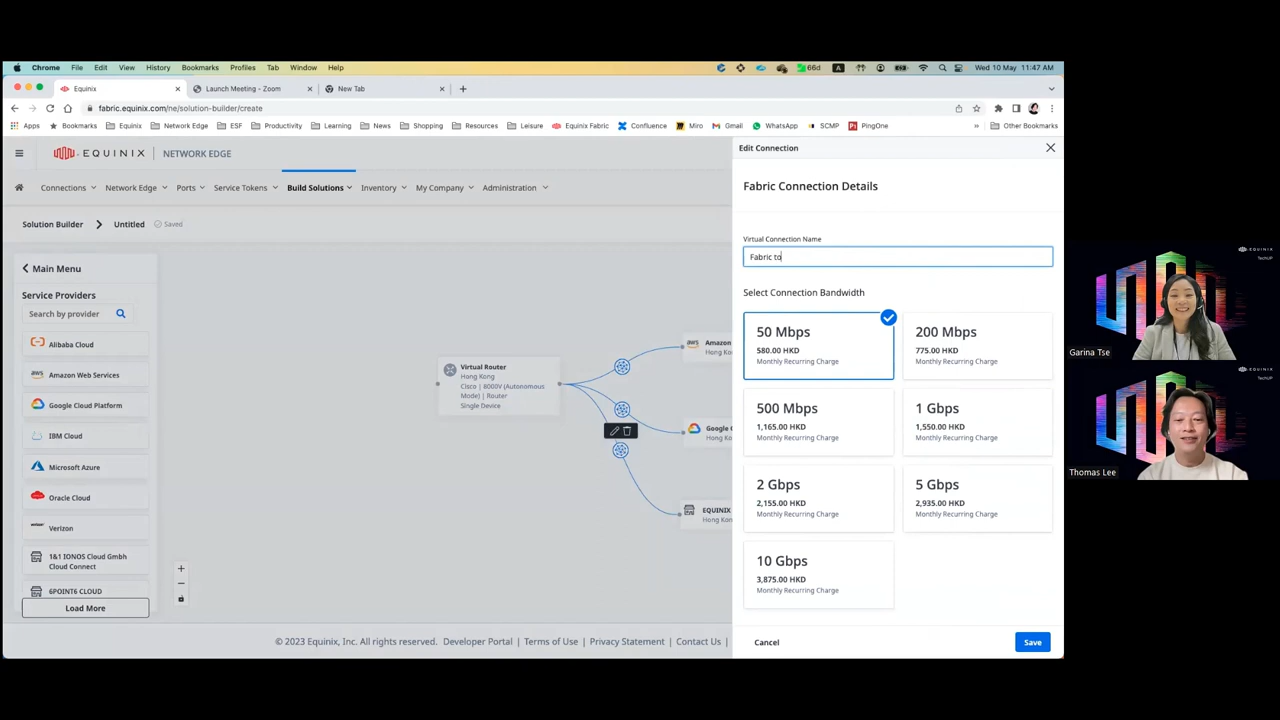 Chrome File Edit View History Bookmarks Profiles Tab Window Help 66d A Wed 10 May 11:47 AM
Equinix Launch Meeting - Zoom New Tab
fabric.equinix.com/ne/solution-builder/create
Apps Bookmarks Equinix Network Edge ESF Productivity Learning News Shopping Resources Leisure Equinix Fabric Confluence Miro Gmail WhatsApp SCMP PingOne » Other Bookmarks
EQUINIX NETWORK EDGE
Connections Network Edge Ports Service Tokens Build Solutions Inventory My Company Administration
Solution Builder Untitled Saved
Main Menu
Service Providers
Search by provider
Alibaba Cloud
Amazon Web Services
Google Cloud Platform
IBM Cloud
Microsoft Azure
Oracle Cloud
Verizon
1&1 IONOS Cloud Gmbh
Cloud Connect
6POINT6 CLOUD
Load More
Virtual Router
Hong Kong
Cisco | 8000V (Autonomous
Mode) | Router
Single Device
aws Amazon
Hong Ko
Google C
Hong Ko
EQUINIX
Hong Ko
© 2023 Equinix, Inc. All rights reserved. Developer Portal | Terms of Use | Privacy Statement | Contact Us |
Edit Connection
Fabric Connection Details
Virtual Connection Name
Fabric to
Select Connection Bandwidth
50 Mbps
580.00 HKD
Monthly Recurring Charge
200 Mbps
775.00 HKD
Monthly Recurring Charge
500 Mbps
1,165.00 HKD
Monthly Recurring Charge
1 Gbps
1,550.00 HKD
Monthly Recurring Charge
2 Gbps
2,155.00 HKD
Monthly Recurring Charge
5 Gbps
2,935.00 HKD
Monthly Recurring Charge
10 Gbps
3,875.00 HKD
Monthly Recurring Charge
Cancel Save
EQUINIX
TechUP
Garina Tse
EQUINIX
TechUP
Thomas Lee